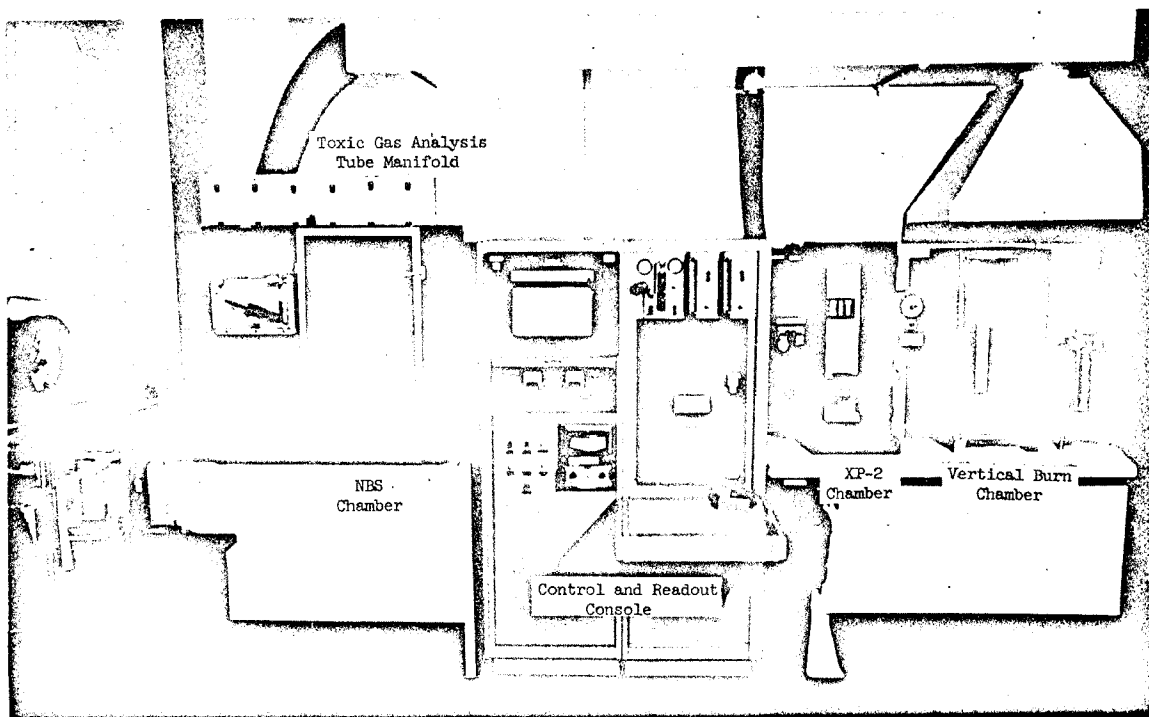 Toxic Gas Analysis
Tube Manifold
NBS
Chamber
XP-2
Chamber
Vertical Burn
Chamber
Control and Readout
Console